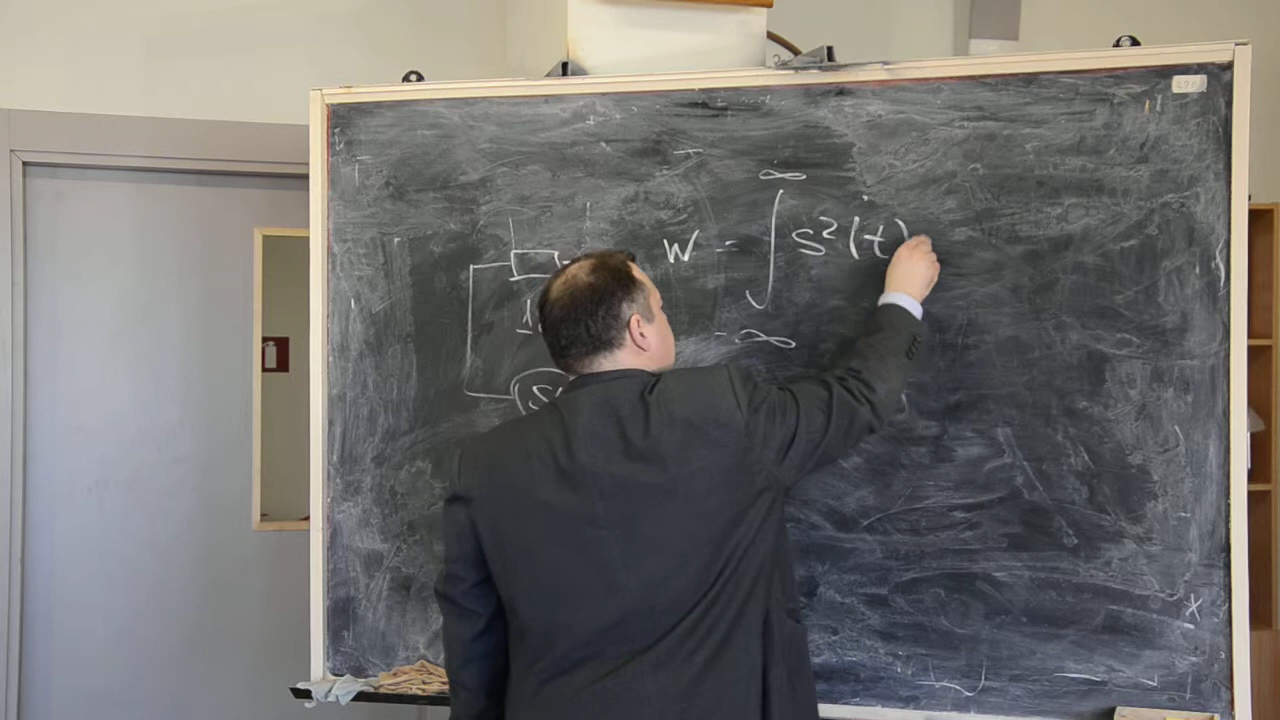 ∞
W = ∫ s²(t)
-∞